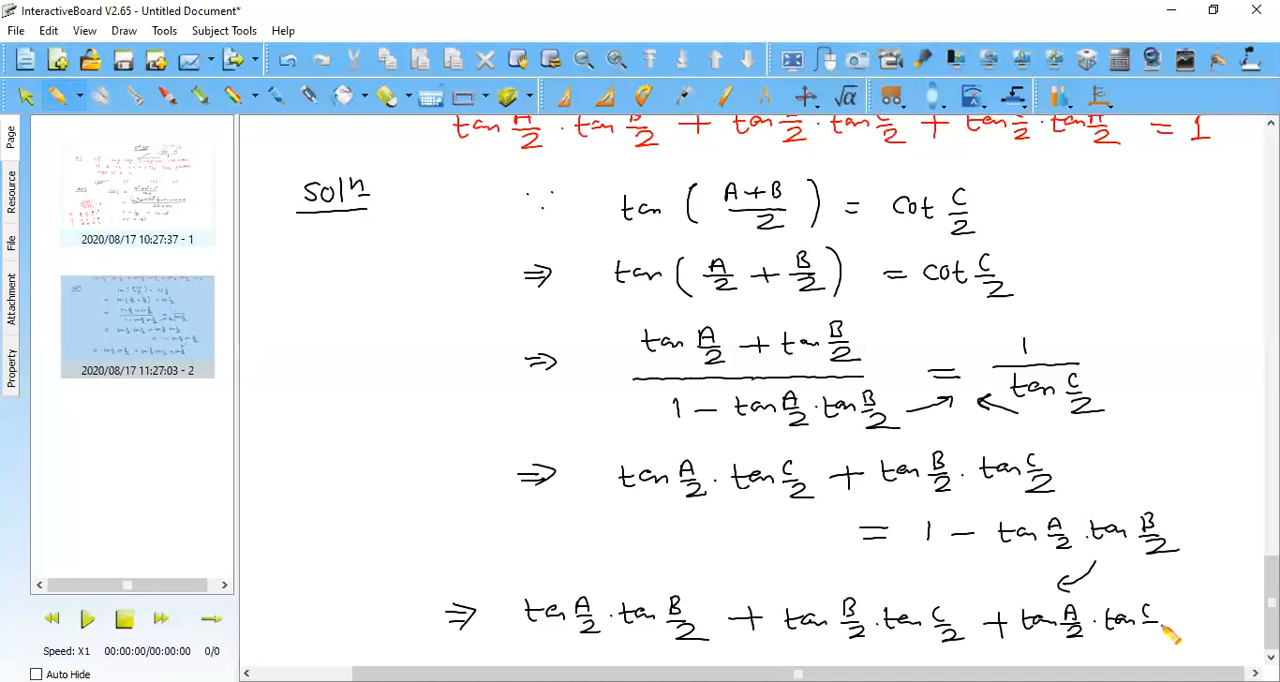 InteractiveBoard V2.65 - Untitled Document*
File Edit View Draw Tools Subject Tools Help
Page
Resource
File
Attachment
Property
2020/08/17 10:27:37 - 1
2020/08/17 11:27:03 - 2
Speed: X1 00:00:00/00:00:00 0/0
Auto Hide
tan A/2 · tan B/2 + tan B/2 · tan C/2 + tan C/2 · tan A/2 = 1
Soln ∵ tan ( A+B/2 ) = cot C/2
⇒ tan ( A/2 + B/2 ) = cot C/2
⇒ tan A/2 + tan B/2 / 1 - tan A/2 · tan B/2 = 1 / tan C/2
⇒ tan A/2 · tan C/2 + tan B/2 · tan C/2
= 1 - tan A/2 · tan B/2
⇒ tan A/2 · tan B/2 + tan B/2 · tan C/2 + tan A/2 · tan C